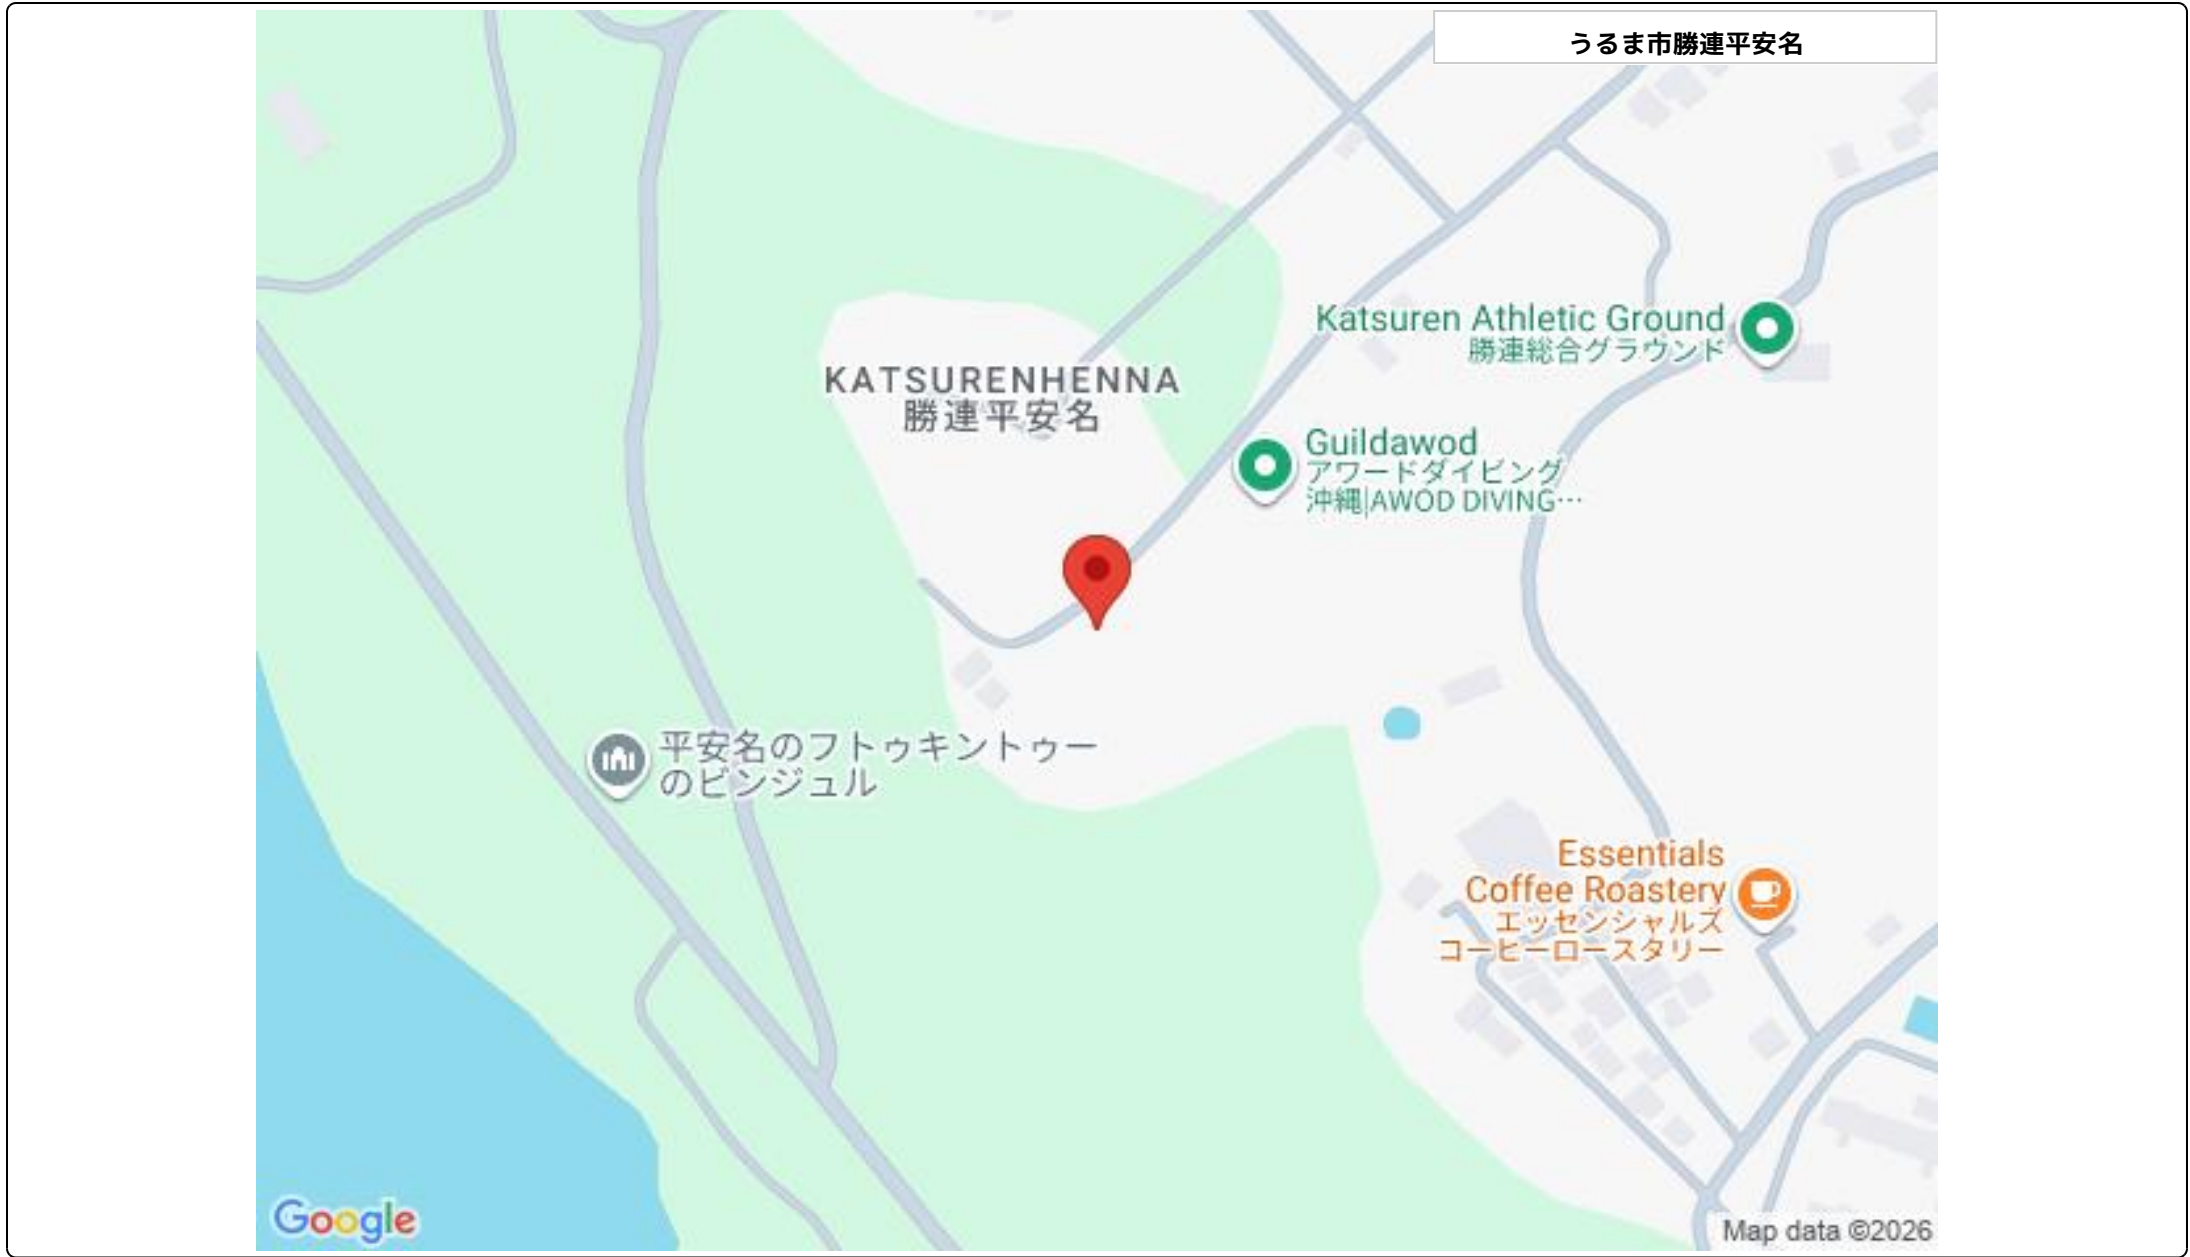 うるま市勝連平安名
Katsuren Athletic Ground
勝連総合グラウンド
KATSURENHENNA
勝連平安名
Guildawod
アワードダイビング
沖縄|AWOD DIVING…
平安名のフトゥキントゥー
のビンジュル
Essentials
Coffee Roastery
エッセンシャルズ
コーヒーロースタリー
Google
Map data ©2026